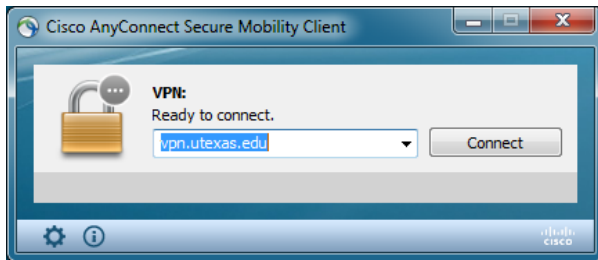 Cisco AnyConnect Secure Mobility Client
VPN:
Ready to connect.
vpn.utexas.edu
Connect
cisco